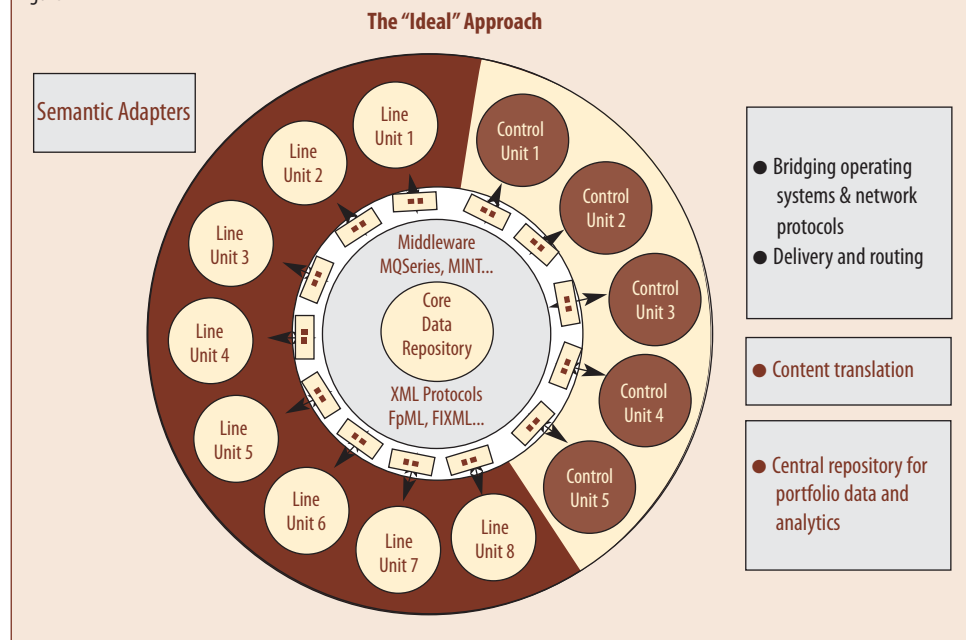 The “Ideal” Approach
Semantic Adapters
Line
Unit 1
Line
Unit 2
Line
Unit 3
Line
Unit 4
Line
Unit 5
Line
Unit 6
Line
Unit 7
Line
Unit 8
Control
Unit 1
Control
Unit 2
Control
Unit 3
Control
Unit 4
Control
Unit 5
Middleware
MQSeries, MINT...
Core
Data
Repository
XML Protocols
FpML, FIXML...
● Bridging operating
systems & network
protocols
● Delivery and routing
● Content translation
● Central repository for
portfolio data and
analytics